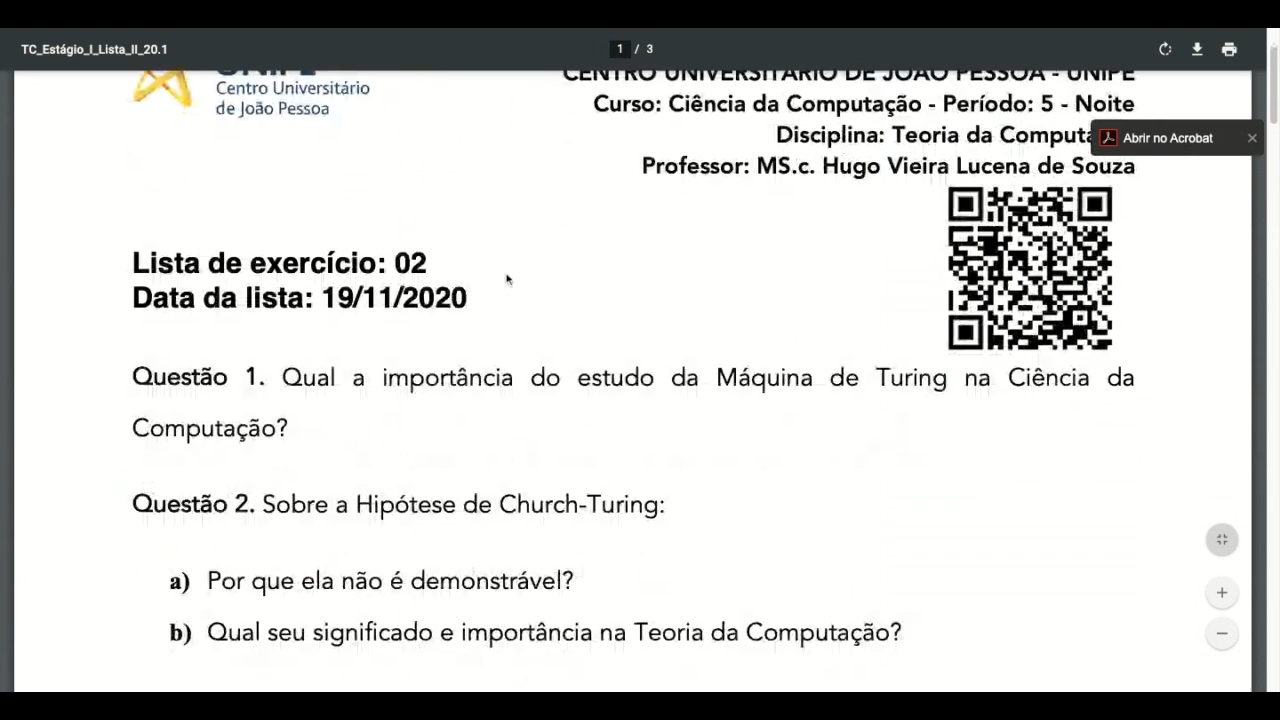 TC_Estágio_I_Lista_II_20.1
1 / 3
Centro Universitário
de João Pessoa
CENTRO UNIVERSITÁRIO DE JOÃO PESSOA - UNIPÊ
Curso: Ciência da Computação - Período: 5 - Noite
Disciplina: Teoria da
Abrir no Acrobat
Professor: MS.c. Hugo Vieira Lucena de Souza
Lista de exercício: 02
Data da lista: 19/11/2020
Questão 1. Qual a importância do estudo da Máquina de Turing na Ciência da
Computação?
Questão 2. Sobre a Hipótese de Church-Turing:
a) Por que ela não é demonstrável?
b) Qual seu significado e importância na Teoria da Computação?